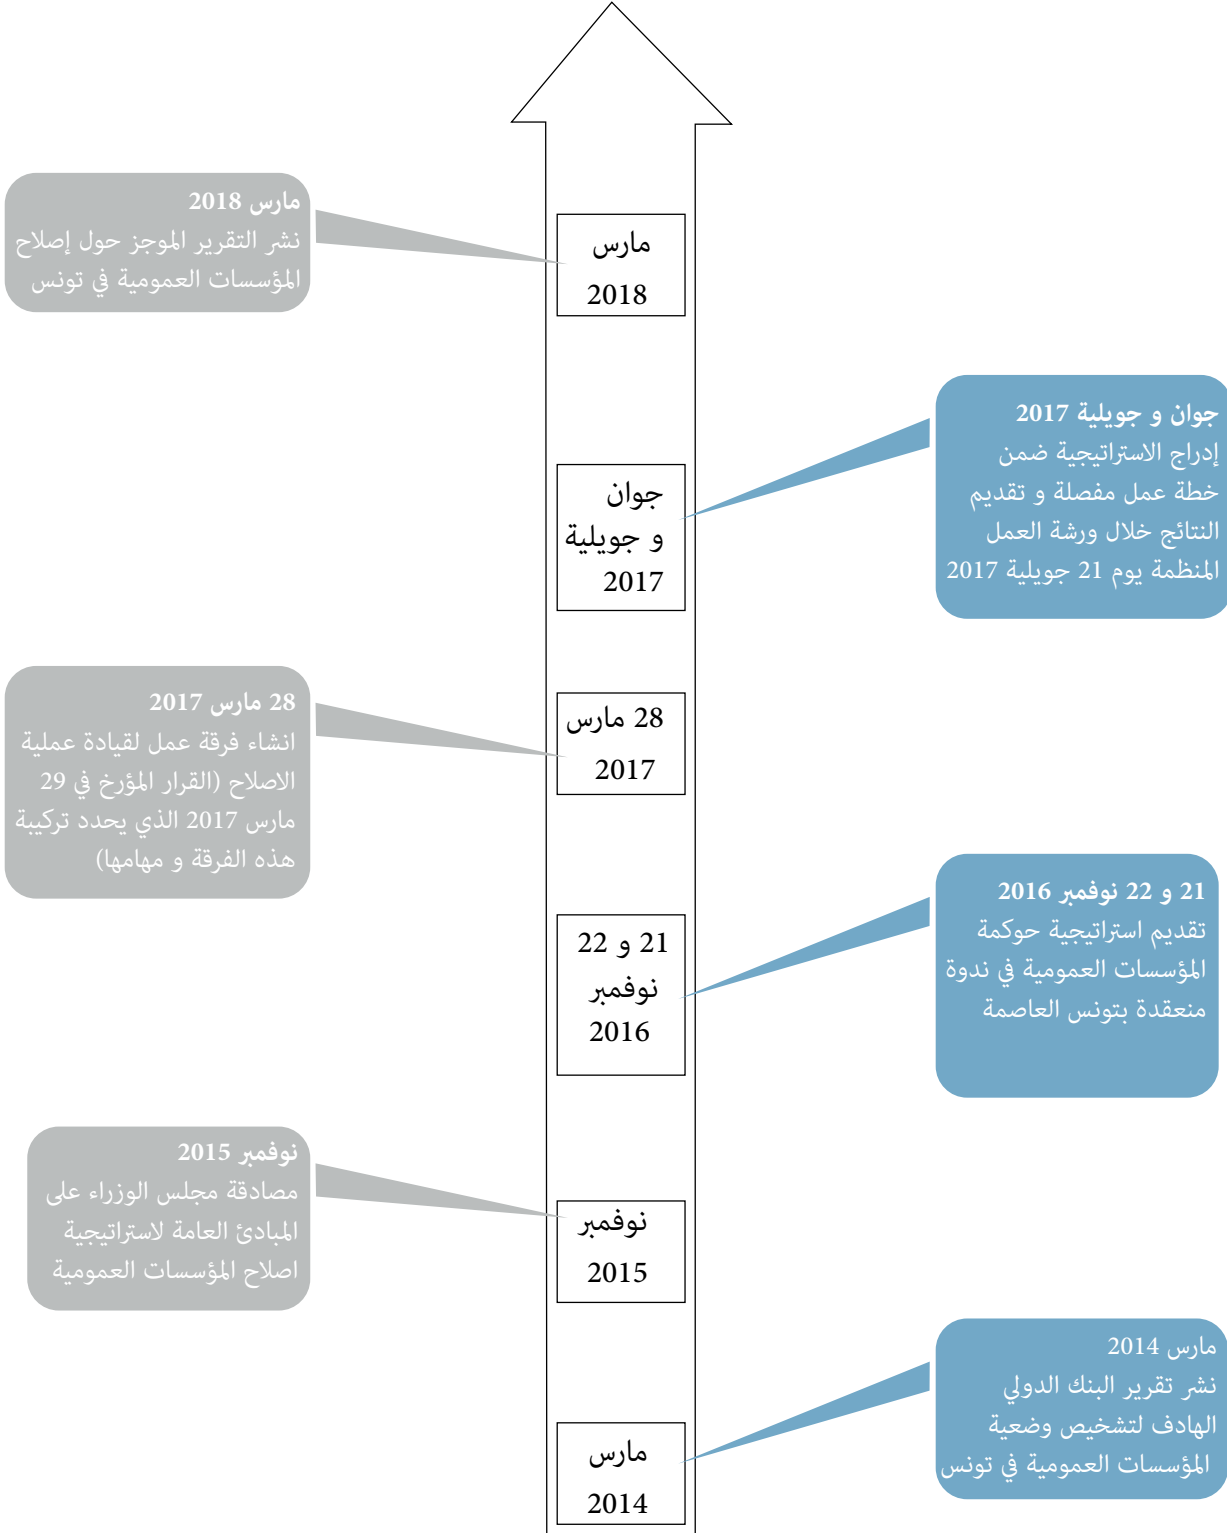 مارس 2018
نشر التقرير الموجز حول إصلاح
المؤسسات العمومية في تونس
مارس
2018
جوان و جويلية 2017
إدراج الاستراتيجية ضمن
خطة عمل مفصلة و تقديم
النتائج خلال ورشة العمل
المنظمة يوم 21 جويلية 2017
جوان
و جويلية
2017
28 مارس 2017
انشاء فرقة عمل لقيادة عملية
الاصلاح (القرار المؤرخ في 29
مارس 2017 الذي يحدد تركيبة
هذه الفرقة و مهامها)
28 مارس
2017
21 و 22 نوفمبر 2016
تقديم استراتيجية حوكمة
المؤسسات العمومية في ندوة
منعقدة بتونس العاصمة
21 و 22
نوفمبر
2016
نوفمبر 2015
مصادقة مجلس الوزراء على
المبادئ العامة لاستراتيجية
اصلاح المؤسسات العمومية
نوفمبر
2015
مارس 2014
نشر تقرير البنك الدولي
الهادف لتشخيص وضعية
المؤسسات العمومية في تونس
مارس
2014